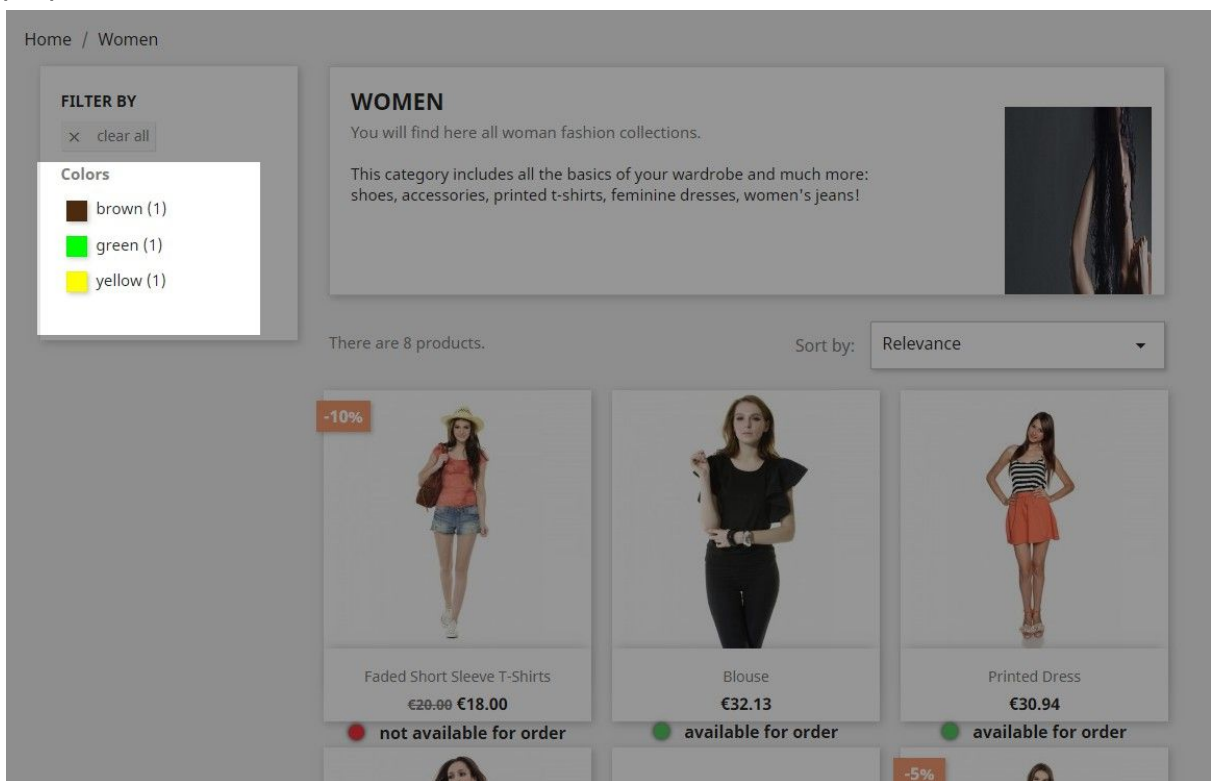 Home / Women
FILTER BY
× clear all
Colors
brown (1)
green (1)
yellow (1)
WOMEN
You will find here all woman fashion collections.
This category includes all the basics of your wardrobe and much more:
shoes, accessories, printed t-shirts, feminine dresses, women's jeans!
There are 8 products.
Sort by: Relevance
-10%
Faded Short Sleeve T-Shirts
€20.00 €18.00
not available for order
Blouse
€32.13
available for order
Printed Dress
€30.94
available for order
-5%